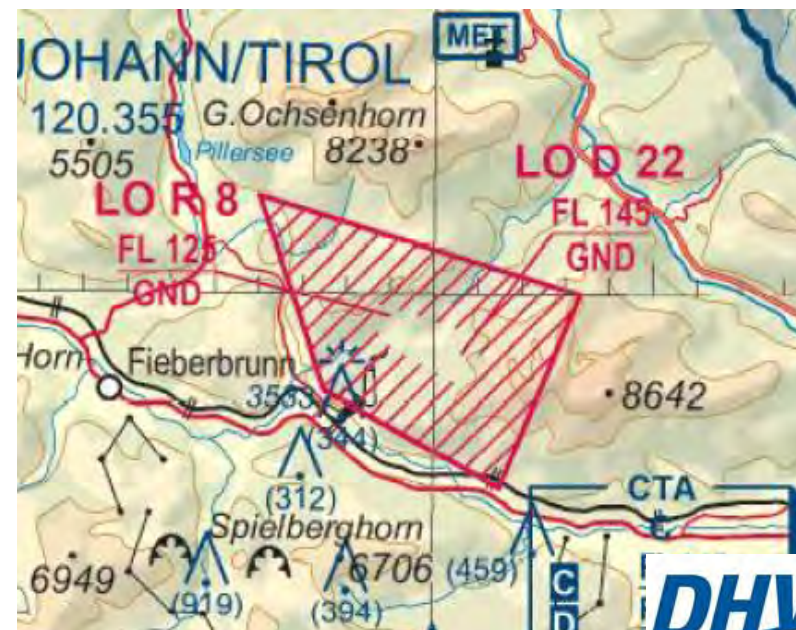 JOHANN/TIROL
MET
120.355
G.Ochsenhorn
5505
Pillersee
8238
LO D 22
LO R 8
FL 145
GND
FL 125
GND
Horn
Fieberbrunn
3533
8642
(344)
(312)
CTA
Spielberghorn
6949
(919)
6706
(459)
(394)
C
D
DHV